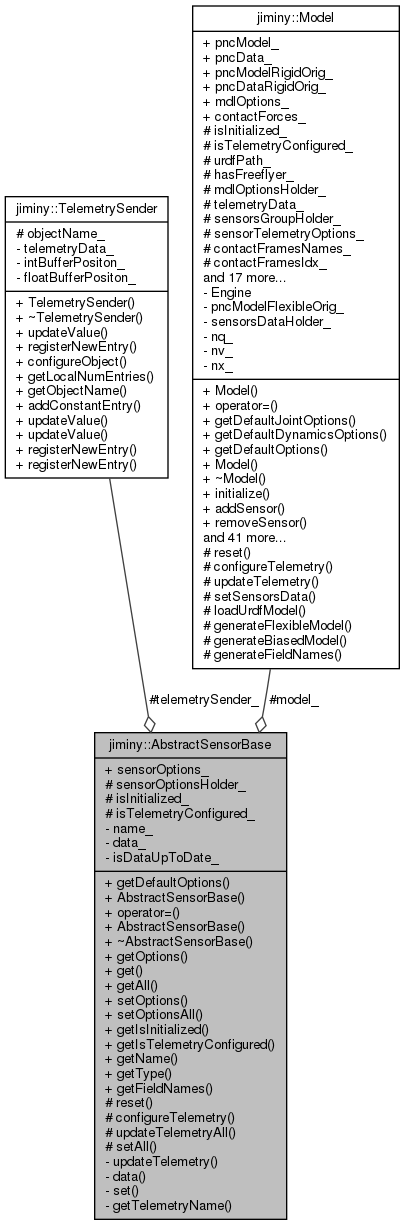 jiminy::Model
+ pncModel_
+ pncData_
+ pncModelRigidOrig_
+ pncDataRigidOrig_
+ mdlOptions_
+ contactForces_
# isInitialized_
# isTelemetryConfigured_
# urdfPath_
# hasFreeflyer_
# mdlOptionsHolder_
# telemetryData_
# sensorsGroupHolder_
# sensorTelemetryOptions_
# contactFramesNames_
# contactFramesIdx_
and 17 more...
- Engine
- pncModelFlexibleOrig_
- sensorsDataHolder_
- nq_
- nv_
- nx_
+ Model()
+ operator=()
+ getDefaultJointOptions()
+ getDefaultDynamicsOptions()
+ getDefaultOptions()
+ Model()
+ ~Model()
+ initialize()
+ addSensor()
+ removeSensor()
and 41 more...
# reset()
# configureTelemetry()
# updateTelemetry()
# setSensorsData()
# loadUrdfModel()
# generateFlexibleModel()
# generateBiasedModel()
# generateFieldNames()
jiminy::TelemetrySender
# objectName_
- telemetryData_
- intBufferPositon_
- floatBufferPositon_
+ TelemetrySender()
+ ~TelemetrySender()
+ updateValue()
+ registerNewEntry()
+ configureObject()
+ getLocalNumEntries()
+ getObjectName()
+ addConstantEntry()
+ updateValue()
+ updateValue()
+ registerNewEntry()
+ registerNewEntry()
#telemetrySender_
#model_
jiminy::AbstractSensorBase
+ sensorOptions_
# sensorOptionsHolder_
# isInitialized_
# isTelemetryConfigured_
- name_
- data_
- isDataUpToDate_
+ getDefaultOptions()
+ AbstractSensorBase()
+ operator=()
+ AbstractSensorBase()
+ ~AbstractSensorBase()
+ getOptions()
+ get()
+ getAll()
+ setOptions()
+ setOptionsAll()
+ getIsInitialized()
+ getIsTelemetryConfigured()
+ getName()
+ getType()
+ getFieldNames()
# reset()
# configureTelemetry()
# updateTelemetryAll()
# setAll()
- updateTelemetry()
- data()
- set()
- getTelemetryName()